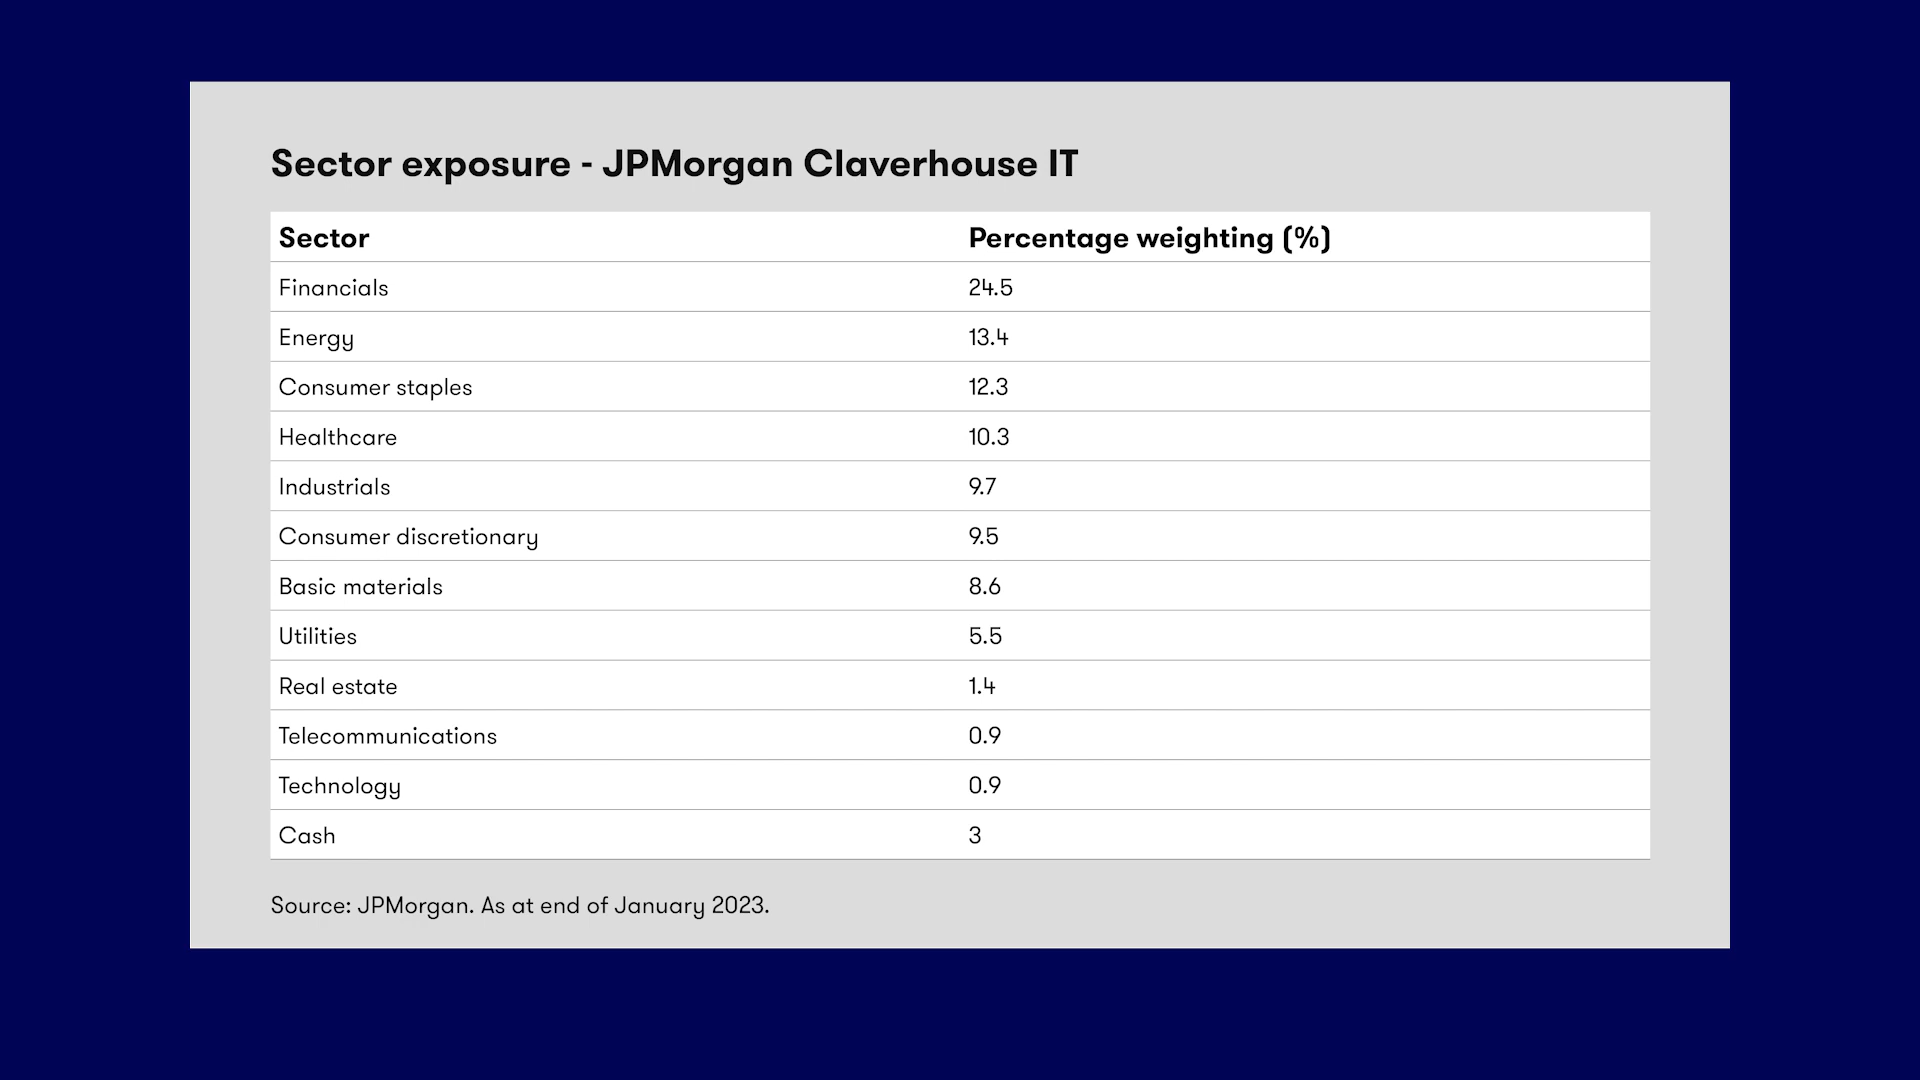 Sector exposure - JPMorgan Claverhouse IT
Sector Percentage weighting (%)
Financials 24.5
Energy 13.4
Consumer staples 12.3
Healthcare 10.3
Industrials 9.7
Consumer discretionary 9.5
Basic materials 8.6
Utilities 5.5
Real estate 1.4
Telecommunications 0.9
Technology 0.9
Cash 3
Source: JPMorgan. As at end of January 2023.